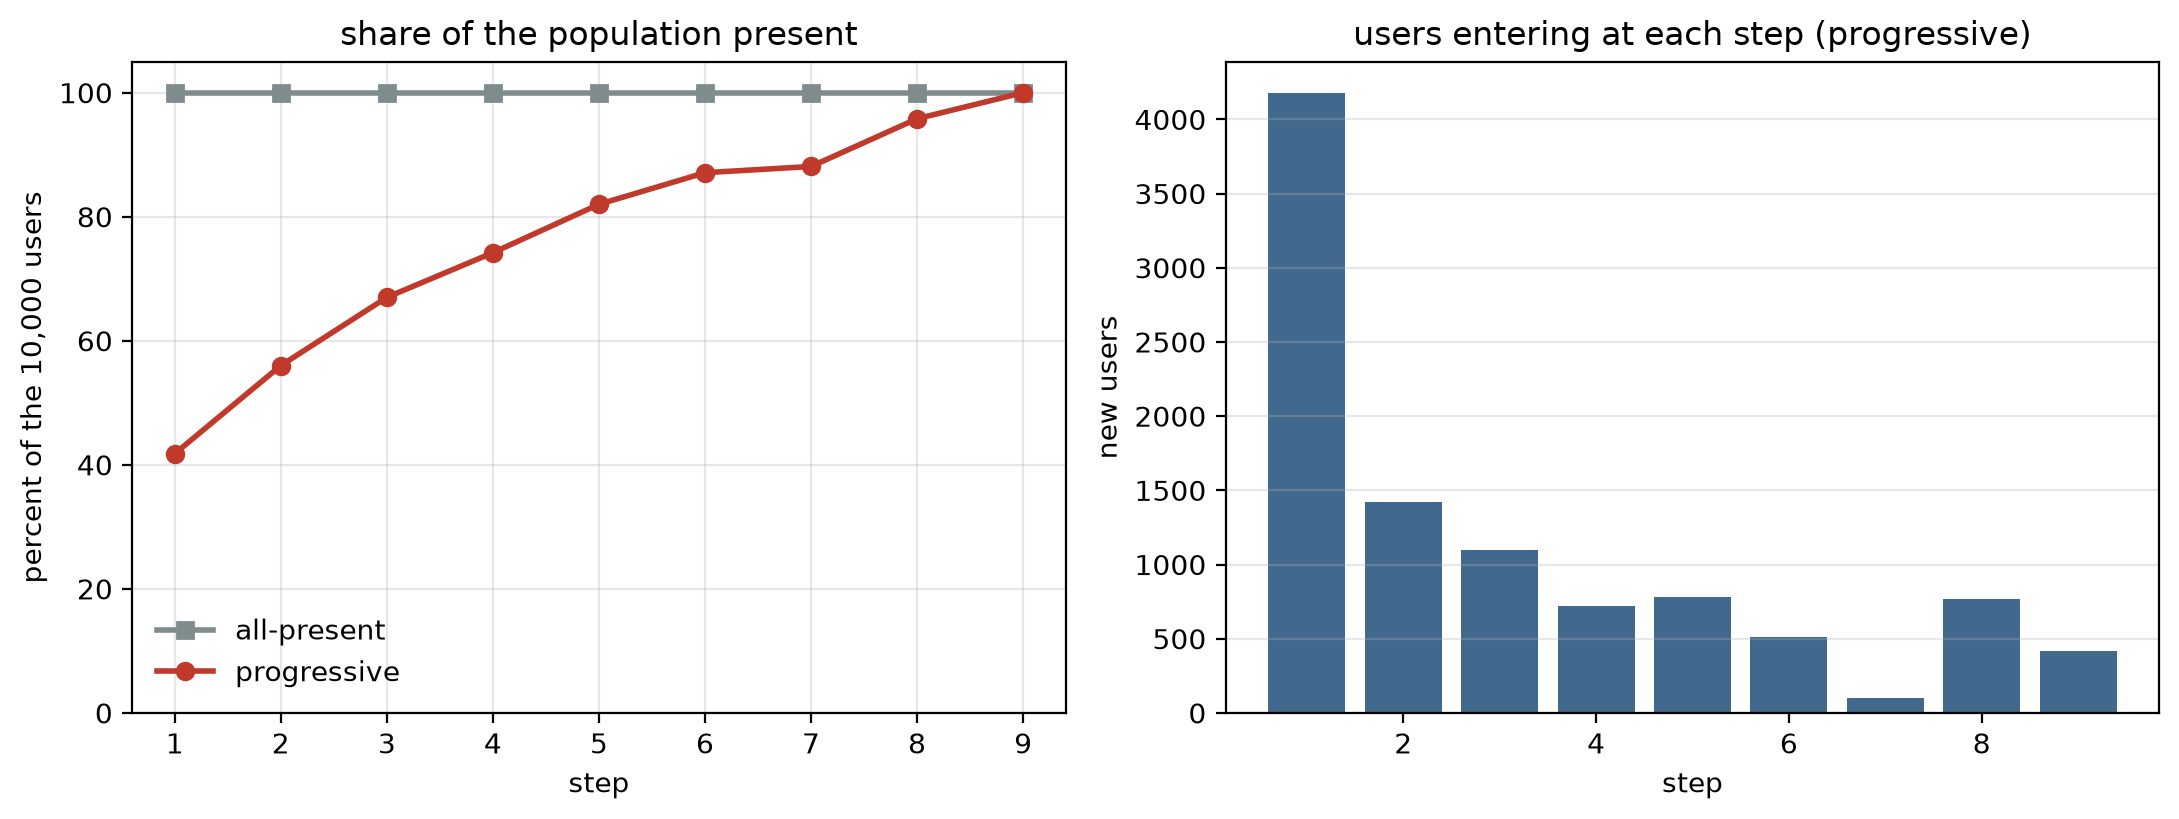 share of the population present
percent of the 10,000 users
100
80
60
40
20
0
all-present
progressive
1 2 3 4 5 6 7 8 9
step
users entering at each step (progressive)
new users
4000
3500
3000
2500
2000
1500
1000
500
0
2 4 6 8
step